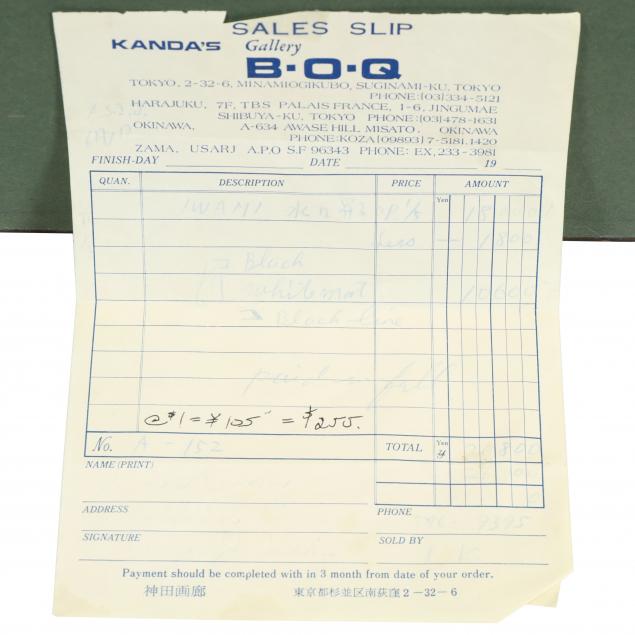 SALES SLIP
KANDA'S Gallery
B·O·Q
TOKYO, 2-32-6, MINAMIOGIKUBO, SUGINAMI-KU, TOKYO
PHONE:(03)334-5121
HARAJUKU, 7F, TBS PALAIS FRANCE, 1-6, JINGUMAE
SHIBUYA-KU, TOKYO PHONE:(03)478-1631
OKINAWA, A-634 AWASE HILL MISATO. OKINAWA
PHONE:KOZA(09893)7-5181.1420
ZAMA, USARJ A.P.O S.F 96343 PHONE: EX,233-3981
FINISH-DAY DATE 19
QUAN. DESCRIPTION PRICE AMOUNT
Yen
IWAMI
less - 1800
Black
white mat
Black line
paid in full
@ $1 = ¥105 = $255.
No. A - 152 TOTAL Yen
NAME (PRINT)
ADDRESS PHONE
SIGNATURE SOLD BY
Payment should be completed with in 3 month from date of your order.
神田画廊 東京都杉並区南荻窪2-32-6